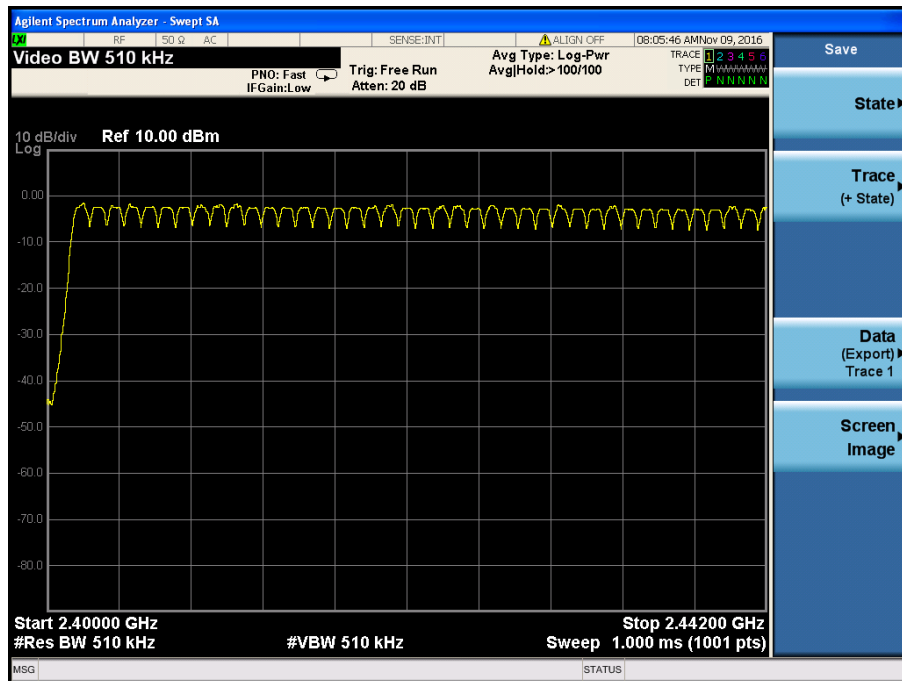 Agilent Spectrum Analyzer - Swept SA
LXI RF 50 Ω AC SENSE:INT ALIGN OFF 08:05:46 AMNov 09, 2016
Video BW 510 kHz
PNO: Fast
IFGain:Low
Trig: Free Run
Atten: 20 dB
Avg Type: Log-Pwr
Avg|Hold:> 100/100
TRACE 1 2 3 4 5 6
TYPE M WWWWW
DET P N N N N N
10 dB/div Ref 10.00 dBm
Log
0.00
-10.0
-20.0
-30.0
-40.0
-50.0
-60.0
-70.0
-80.0
Start 2.40000 GHz Stop 2.44200 GHz
#Res BW 510 kHz #VBW 510 kHz Sweep 1.000 ms (1001 pts)
MSG STATUS
Save
State
Trace
(+ State)
Data
(Export)
Trace 1
Screen
Image